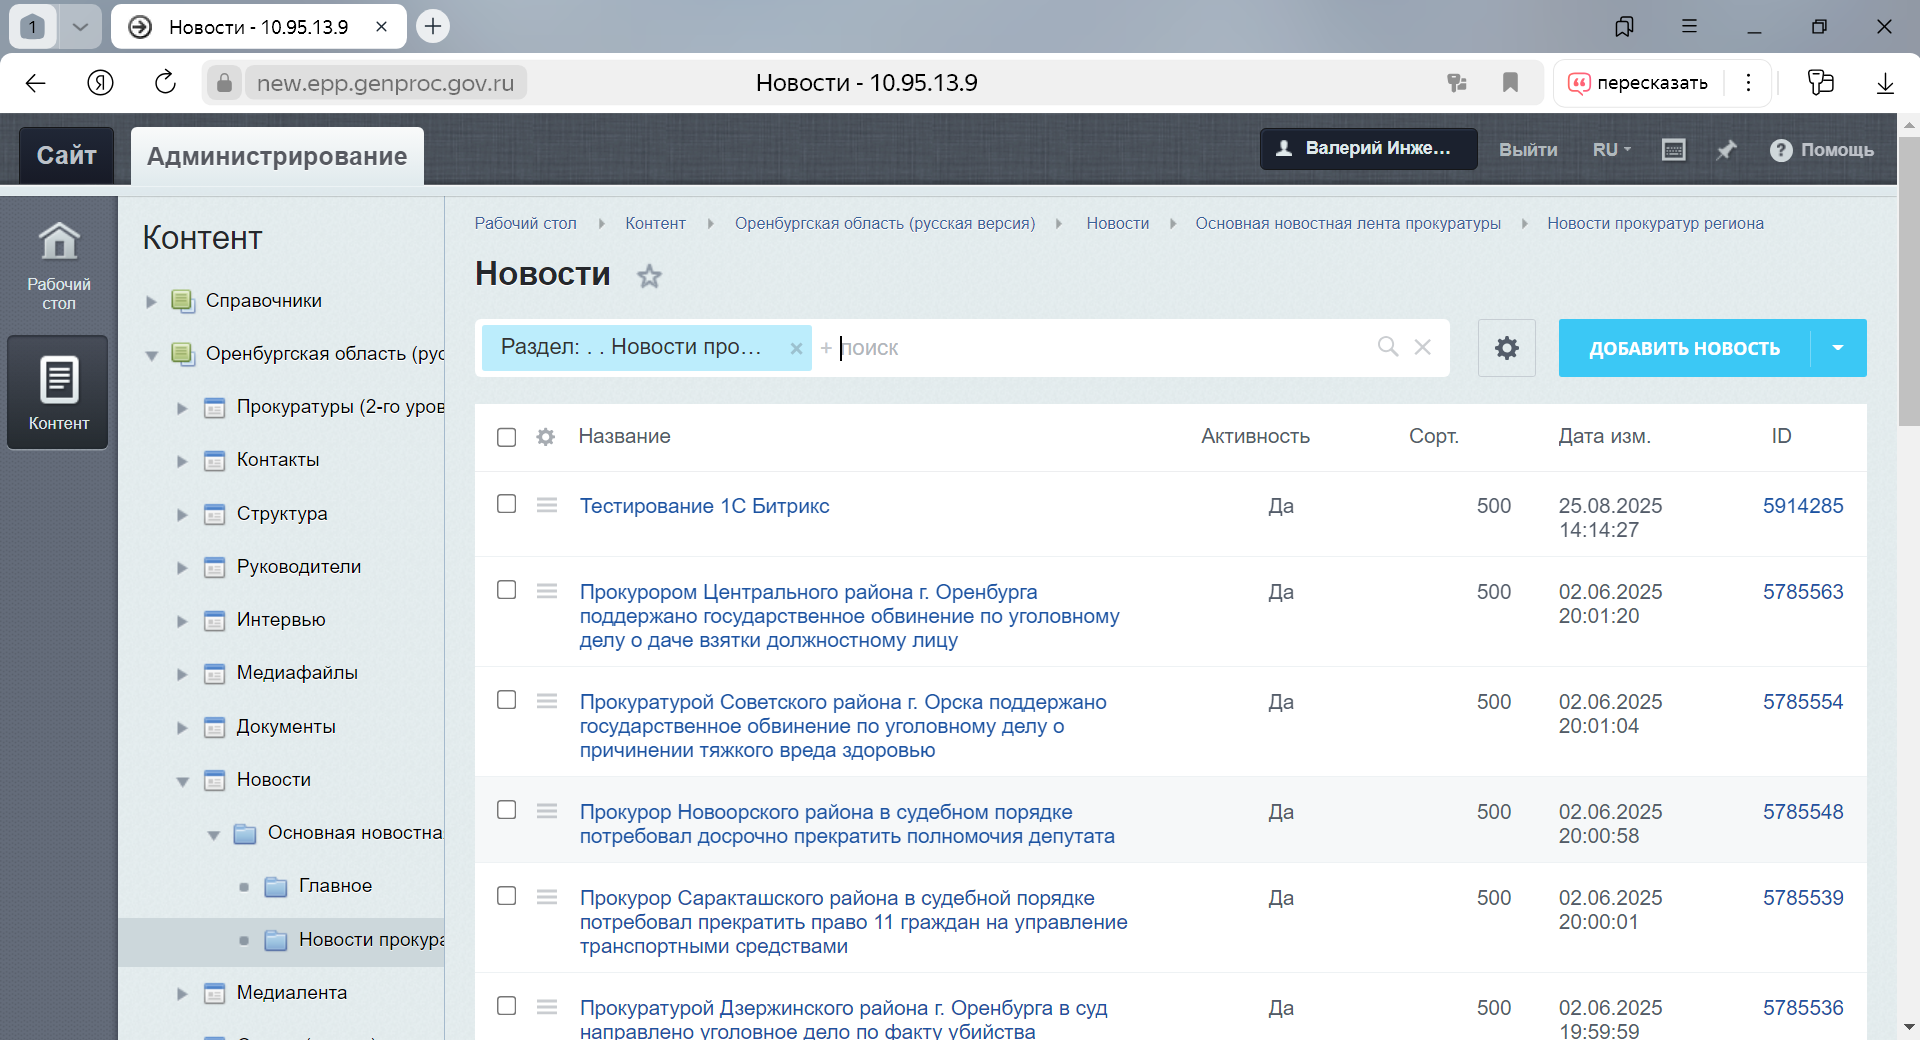 1
Новости - 10.95.13.9
new.epp.genproc.gov.ru
Новости - 10.95.13.9
пересказать
Сайт
Администрирование
Валерий Инже...
Выйти
RU
Помощь
Рабочий
стол
Контент
Контент
Справочники
Оренбургская область (рус
Прокуратуры (2-го уров
Контакты
Структура
Руководители
Интервью
Медиафайлы
Документы
Новости
Основная новостна
Главное
Новости прокура
Медиалента
Рабочий стол
Контент
Оренбургская область (русская версия)
Новости
Основная новостная лента прокуратуры
Новости прокуратур региона
Новости
Раздел: . . Новости про...
+ поиск
ДОБАВИТЬ НОВОСТЬ
Название Активность Сорт. Дата изм. ID
Тестирование 1С Битрикс Да 500 25.08.2025 5914285
14:14:27
Прокурором Центрального района г. Оренбурга Да 500 02.06.2025 5785563
поддержано государственное обвинение по уголовному 20:01:20
делу о даче взятки должностному лицу
Прокуратурой Советского района г. Орска поддержано Да 500 02.06.2025 5785554
государственное обвинение по уголовному делу о 20:01:04
причинении тяжкого вреда здоровью
Прокурор Новоорского района в судебном порядке Да 500 02.06.2025 5785548
потребовал досрочно прекратить полномочия депутата 20:00:58
Прокурор Саракташского района в судебной порядке Да 500 02.06.2025 5785539
потребовал прекратить право 11 граждан на управление 20:00:01
транспортными средствами
Прокуратурой Дзержинского района г. Оренбурга в суд Да 500 02.06.2025 5785536
направлено уголовное дело по факту убийства 19:59:59